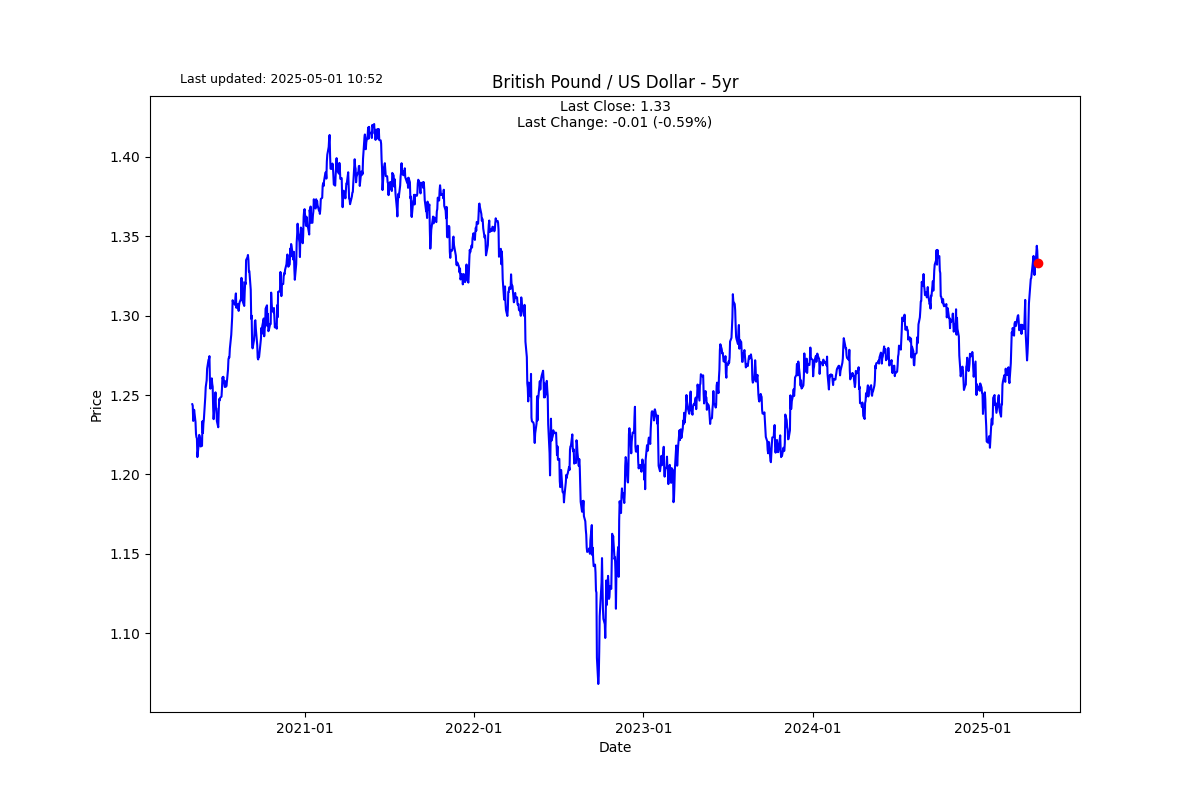 Last updated: 2025-05-01 10:52
British Pound / US Dollar - 5yr
Last Close: 1.33
Last Change: -0.01 (-0.59%)
1.40
1.35
1.30
1.25
1.20
1.15
1.10
Price
2021-01
2022-01
2023-01
2024-01
2025-01
Date